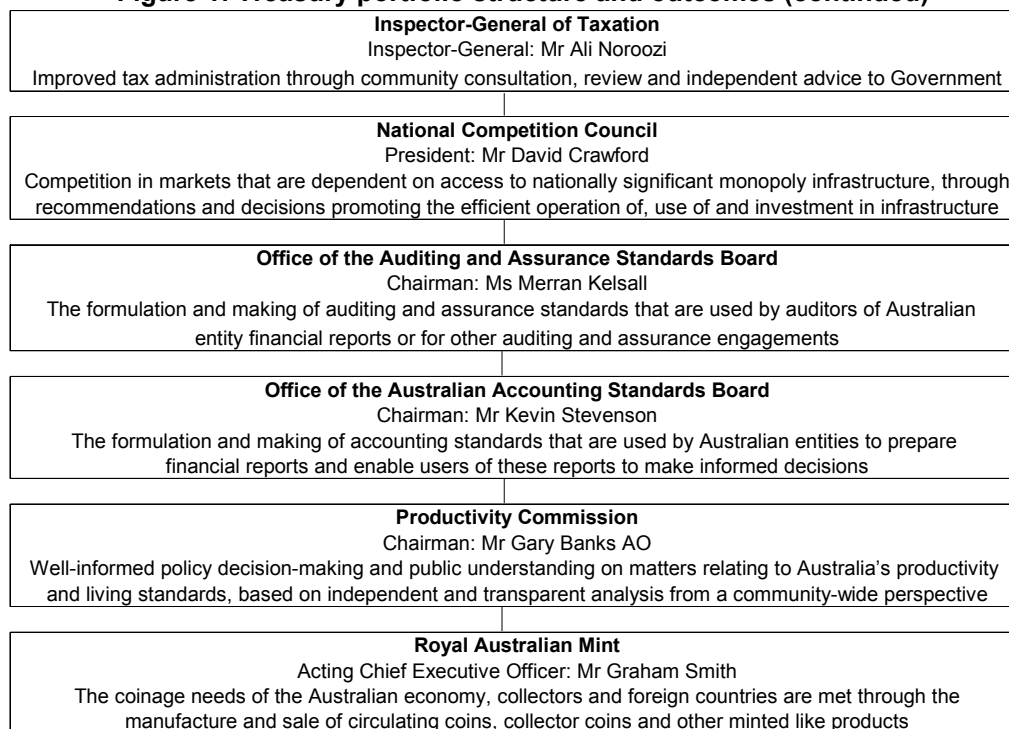 Figure 1: Treasury portfolio structure and outcomes (continued)
Inspector-General of Taxation
Inspector-General: Mr Ali Noroozi
Improved tax administration through community consultation, review and independent advice to Government
National Competition Council
President: Mr David Crawford
Competition in markets that are dependent on access to nationally significant monopoly infrastructure, through
recommendations and decisions promoting the efficient operation of, use of and investment in infrastructure
Office of the Auditing and Assurance Standards Board
Chairman: Ms Merran Kelsall
The formulation and making of auditing and assurance standards that are used by auditors of Australian
entity financial reports or for other auditing and assurance engagements
Office of the Australian Accounting Standards Board
Chairman: Mr Kevin Stevenson
The formulation and making of accounting standards that are used by Australian entities to prepare
financial reports and enable users of these reports to make informed decisions
Productivity Commission
Chairman: Mr Gary Banks AO
Well-informed policy decision-making and public understanding on matters relating to Australia’s productivity
and living standards, based on independent and transparent analysis from a community-wide perspective
Royal Australian Mint
Acting Chief Executive Officer: Mr Graham Smith
The coinage needs of the Australian economy, collectors and foreign countries are met through the
manufacture and sale of circulating coins, collector coins and other minted like products